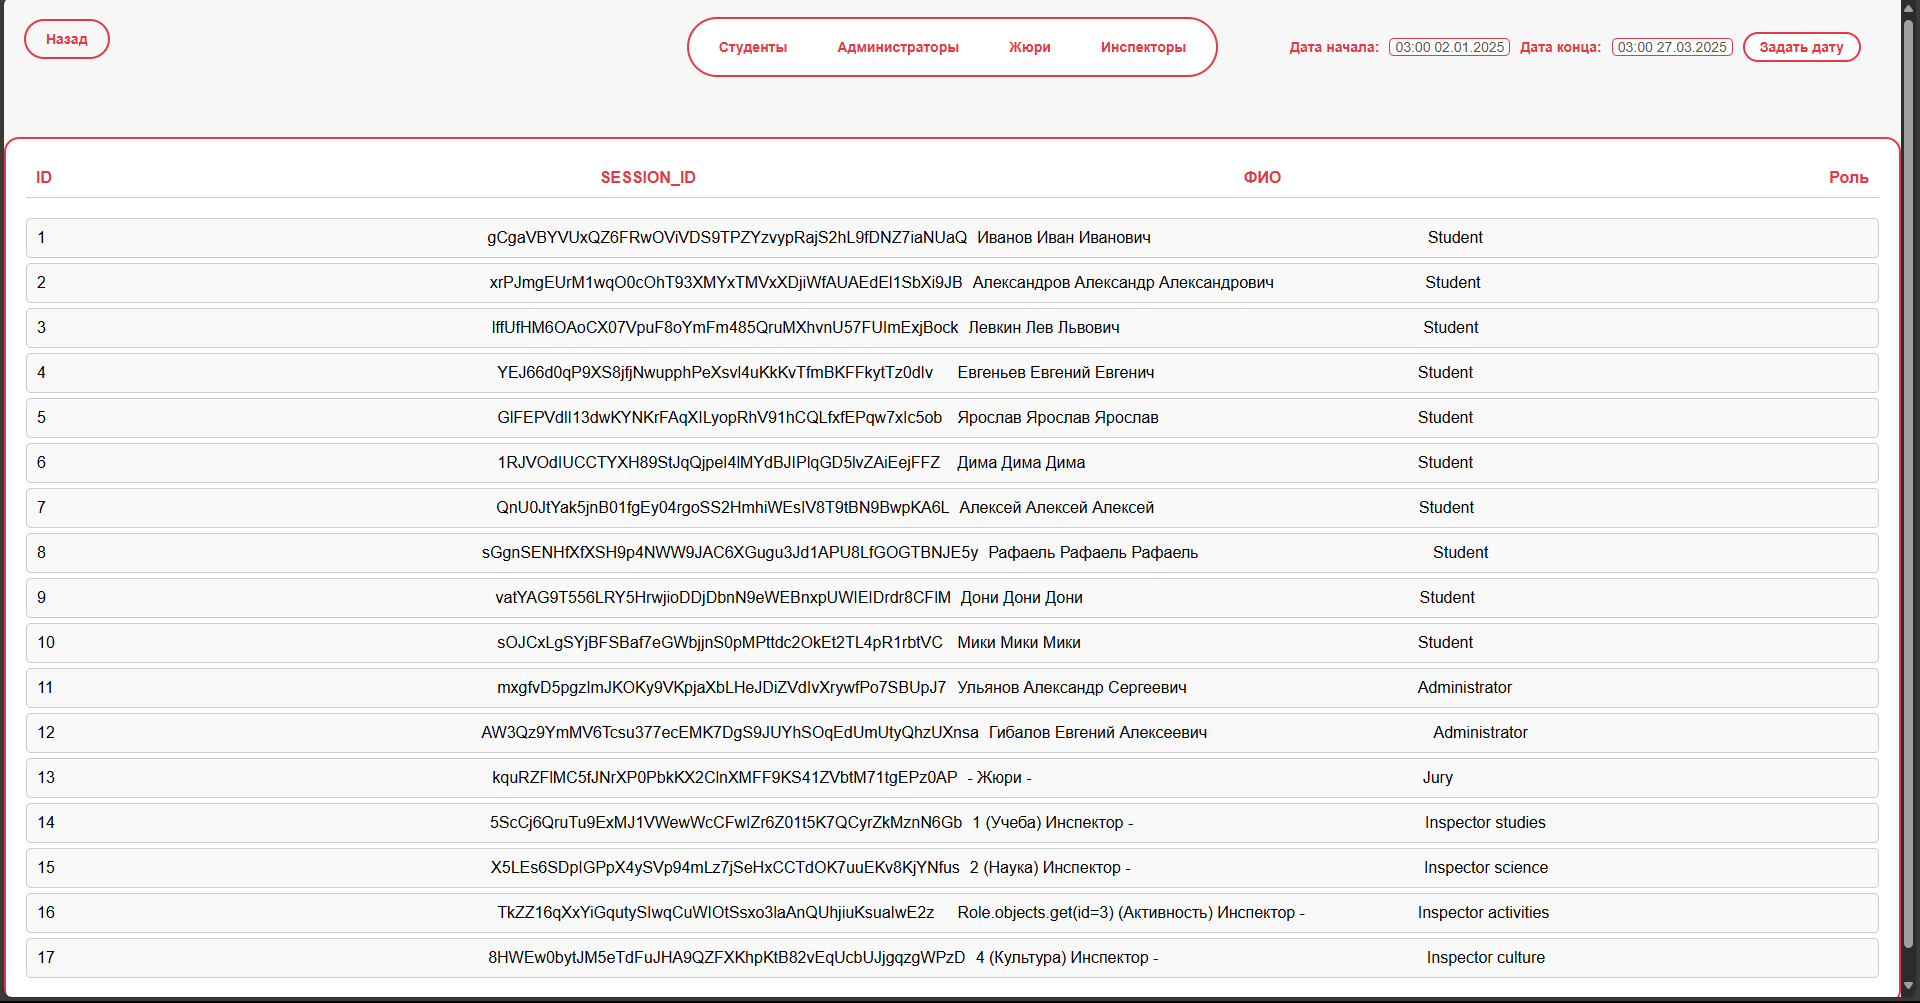 Назад
Студенты Администраторы Жюри Инспекторы
Дата начала: 03:00 02.01.2025 Дата конца: 03:00 27.03.2025 Задать дату
ID SESSION_ID ФИО Роль
1 gCgaVBYVUxQZ6FRwOViVDS9TPZYzvypRajS2hL9fDNZ7iaNUaQ Иванов Иван Иванович Student
2 xrPJmgEUrM1wqO0cOhT93XMYxTMVxXDjiWfAUAEdEl1SbXi9JB Александров Александр Александрович Student
3 lffUfHM6OAoCX07VpuF8oYmFm485QruMXhvnU57FUlmExjBock Левкин Лев Львович Student
4 YEJ66d0qP9XS8jfjNwupphPeXsvl4uKkKvTfmBKFFkytTz0dlv Евгеньев Евгений Евгенич Student
5 GlFEPVdll13dwKYNKrFAqXlLyopRhV91hCQLfxfEPqw7xlc5ob Ярослав Ярослав Ярослав Student
6 1RJVOdlUCCTYXH89StJqQjpel4lMYdBJlPlqGD5lvZAiEejFFZ Дима Дима Дима Student
7 QnU0JtYak5jnB01fgEy04rgoSS2HmhiWEslV8T9tBN9BwpKA6L Алексей Алексей Алексей Student
8 sGgnSENHfXfXSH9p4NWW9JAC6XGugu3Jd1APU8LfGOGTBNJE5y Рафаель Рафаель Рафаель Student
9 vatYAG9T556LRY5HrwjioDDjDbnN9eWEBnxpUWlElDrdr8CFlM Дони Дони Дони Student
10 sOJCxLgSYjBFSBaf7eGWbjjnS0pMPttdc2OkEt2TL4pR1rbtVC Мики Мики Мики Student
11 mxgfvD5pgzlmJKOKy9VKpjaXbLHeJDiZVdlvXrywfPo7SBUpJ7 Ульянов Александр Сергеевич Administrator
12 AW3Qz9YmMV6Tcsu377ecEMK7DgS9JUYhSOqEdUmUtyQhzUXnsa Гибалов Евгений Алексеевич Administrator
13 kquRZFlMC5fJNrXP0PbkKX2ClnXMFF9KS41ZVbtM71tgEPz0AP - Жюри - Jury
14 5ScCj6QruTu9ExMJ1VWewWcCFwlZr6Z01t5K7QCyrZkMznN6Gb 1 (Учеба) Инспектор - Inspector studies
15 X5LEs6SDplGPpX4ySVp94mLz7jSeHxCCTdOK7uuEKv8KjYNfus 2 (Наука) Инспектор - Inspector science
16 TkZZ16qXxYiGqutySlwqCuWlOtSsxo3laAnQUhjiuKsualwE2z Role.objects.get(id=3) (Активность) Инспектор - Inspector activities
17 8HWEw0bytJM5eTdFuJHA9QZFXKhpKtB82vEqUcbUJjgqzgWPzD 4 (Культура) Инспектор - Inspector culture